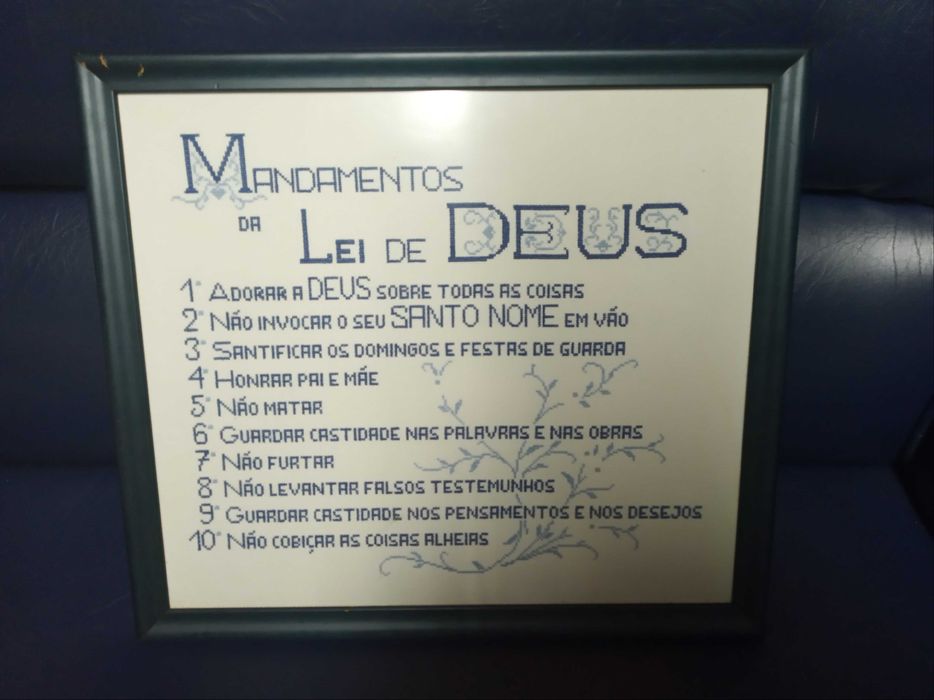 MANDAMENTOS
DA LEI DE DEUS
1º ADORAR A DEUS SOBRE TODAS AS COISAS
2º NÃO INVOCAR O SEU SANTO NOME EM VÃO
3º SANTIFICAR OS DOMINGOS E FESTAS DE GUARDA
4º HONRAR PAI E MÃE
5º NÃO MATAR
6º GUARDAR CASTIDADE NAS PALAVRAS E NAS OBRAS
7º NÃO FURTAR
8º NÃO LEVANTAR FALSOS TESTEMUNHOS
9º GUARDAR CASTIDADE NOS PENSAMENTOS E NOS DESEJOS
10º NÃO COBIÇAR AS COISAS ALHEIAS